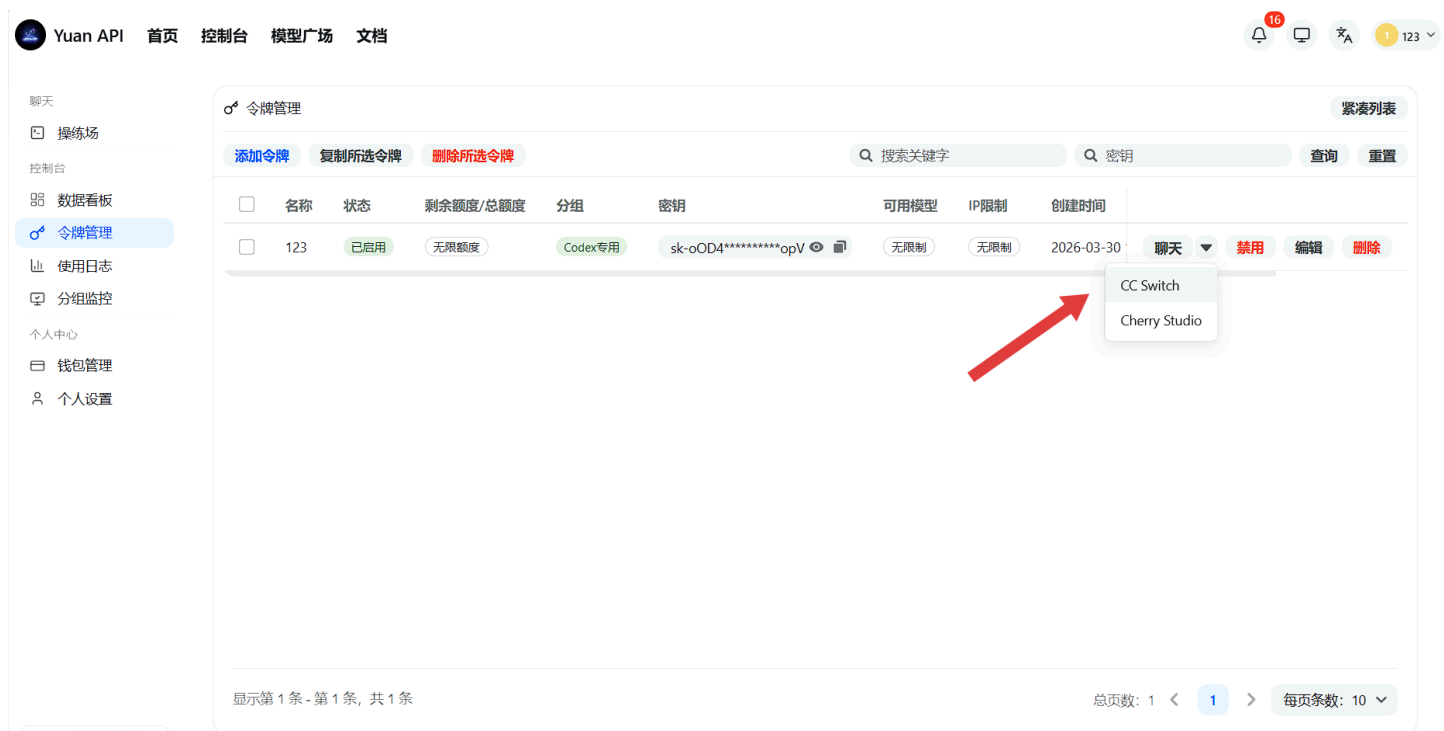 Yuan API 首页 控制台 模型广场 文档
16
1 123
聊天
操练场
控制台
数据看板
令牌管理
使用日志
分组监控
个人中心
钱包管理
个人设置
令牌管理 紧凑列表
添加令牌 复制所选令牌 删除所选令牌 搜索关键字 密钥 查询 重置
名称 状态 剩余额度/总额度 分组 密钥 可用模型 IP限制 创建时间
123 已启用 无限额度 Codex专用 sk-oOD4**********opV 无限制 无限制 2026-03-30 聊天 禁用 编辑 删除
CC Switch
Cherry Studio
显示第 1 条 - 第 1 条，共 1 条 总页数：1 1 每页条数：10